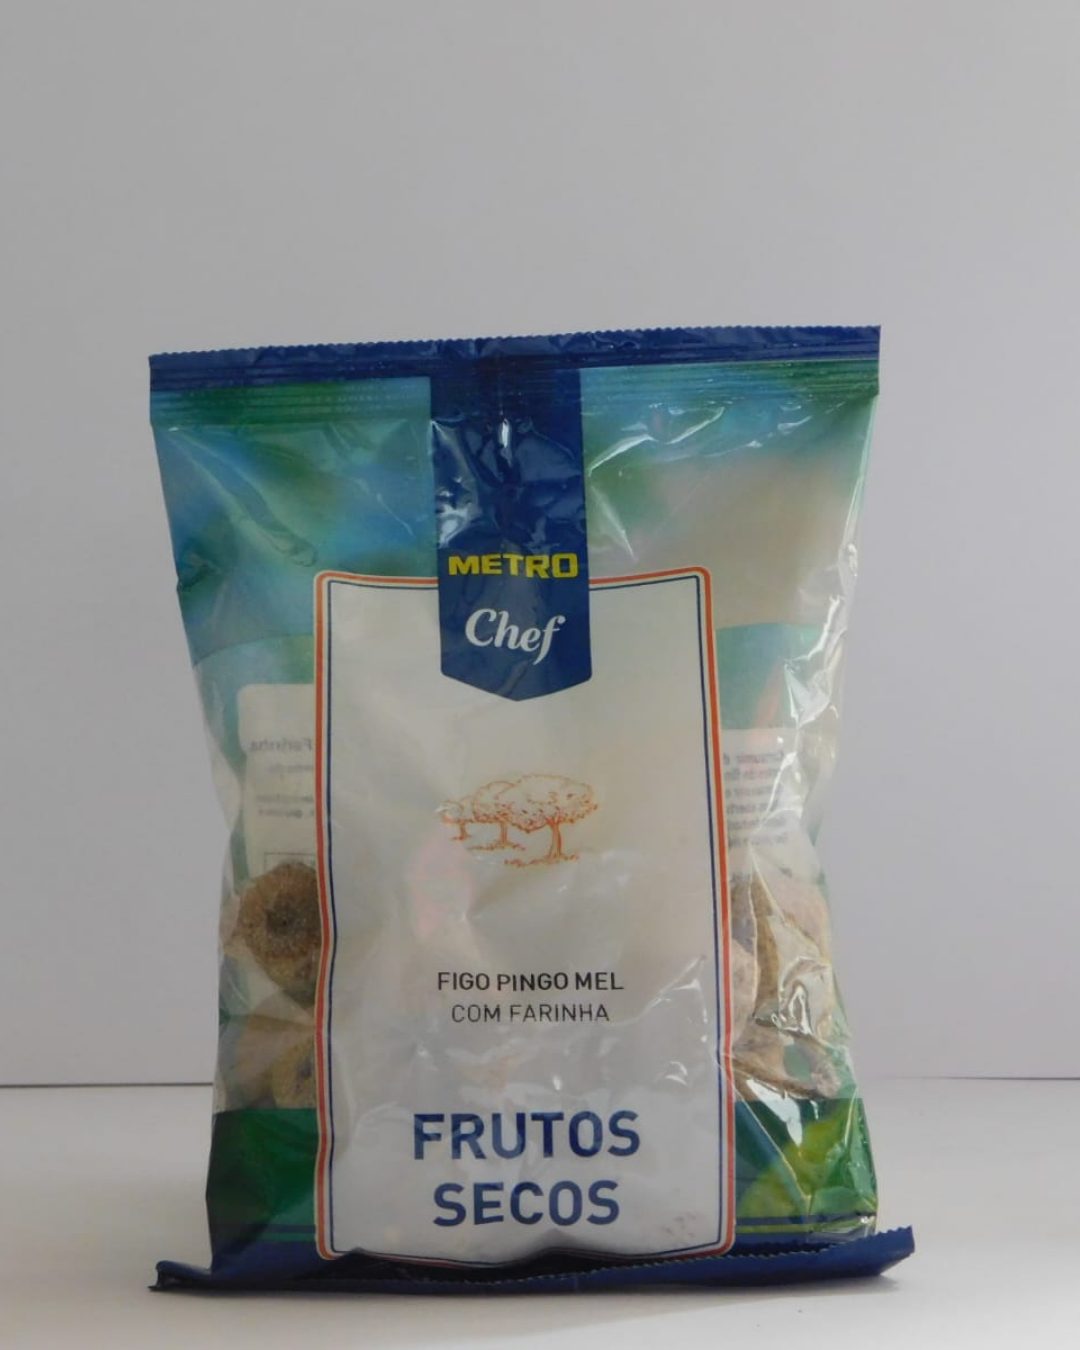 METRO
Chef
FIGO PINGO MEL
COM FARINHA
FRUTOS
SECOS